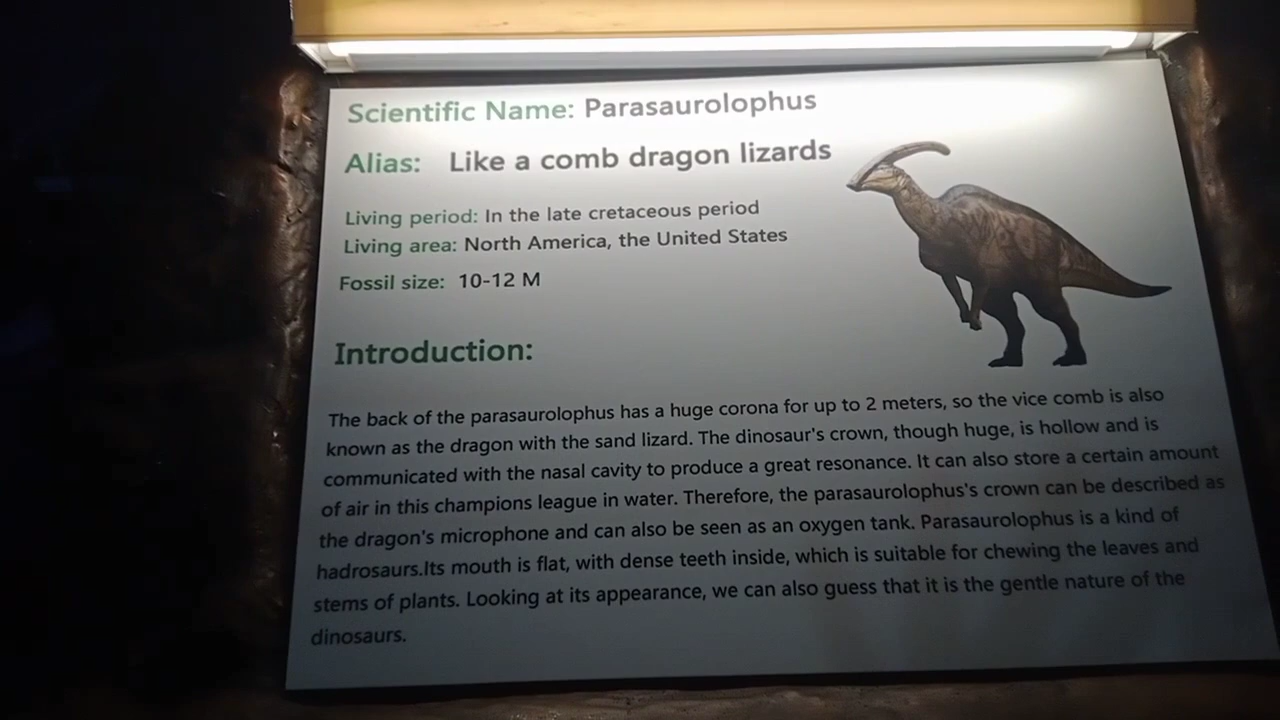 Scientific Name: Parasaurolophus
Alias: Like a comb dragon lizards
Living period: In the late cretaceous period
Living area: North America, the United States
Fossil size: 10-12 M
Introduction:
The back of the parasaurolophus has a huge corona for up to 2 meters, so the vice comb is also
known as the dragon with the sand lizard. The dinosaur's crown, though huge, is hollow and is
communicated with the nasal cavity to produce a great resonance. It can also store a certain amount
of air in this champions league in water. Therefore, the parasaurolophus's crown can be described as
the dragon's microphone and can also be seen as an oxygen tank. Parasaurolophus is a kind of
hadrosaurs.Its mouth is flat, with dense teeth inside, which is suitable for chewing the leaves and
stems of plants. Looking at its appearance, we can also guess that it is the gentle nature of the
dinosaurs.